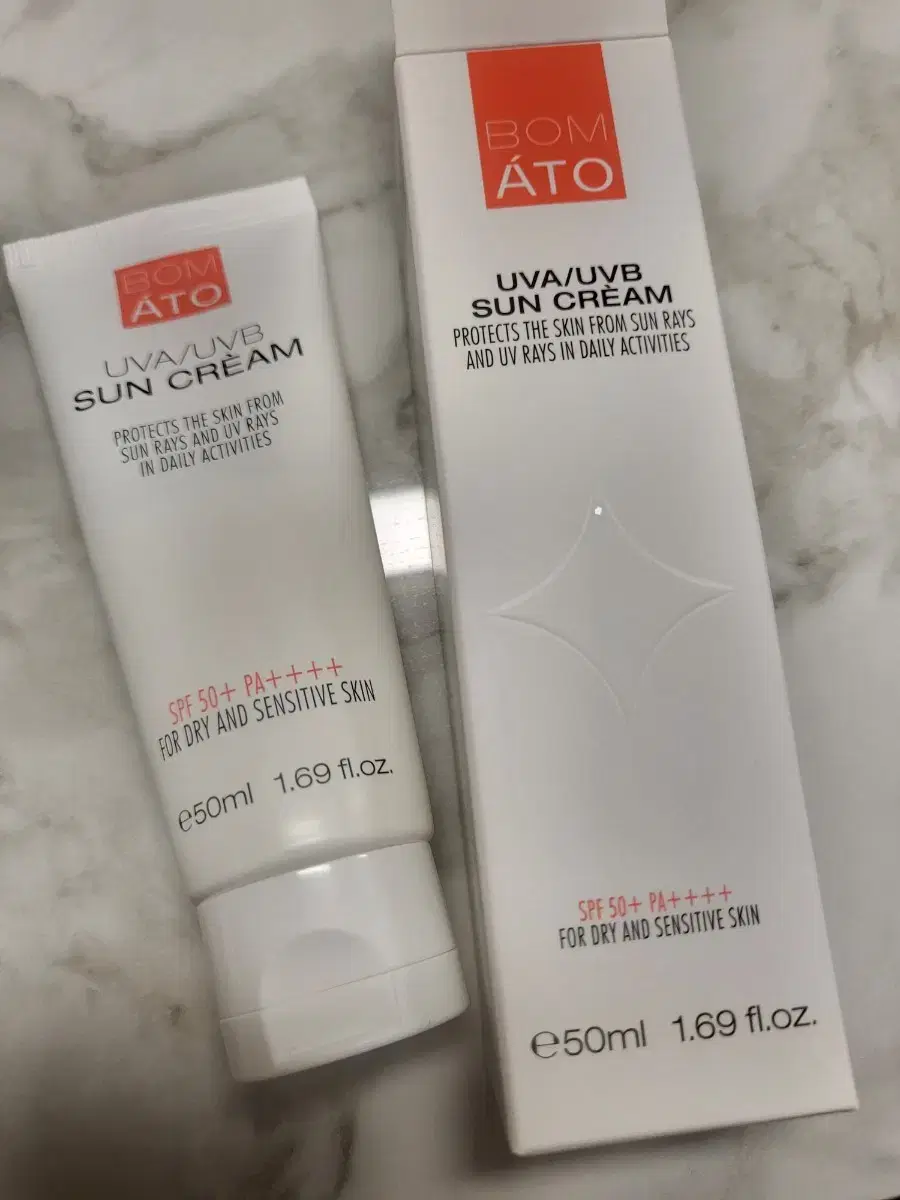 BOM
ÁTO
UVA/UVB
SUN CRÈAM
PROTECTS THE SKIN FROM
SUN RAYS AND UV RAYS
IN DAILY ACTIVITIES
SPF 50+ PA++++
FOR DRY AND SENSITIVE SKIN
℮50ml 1.69 fl.oz.
BOM
ÁTO
UVA/UVB
SUN CRÈAM
PROTECTS THE SKIN FROM SUN RAYS
AND UV RAYS IN DAILY ACTIVITIES
SPF 50+ PA++++
FOR DRY AND SENSITIVE SKIN
℮50ml 1.69 fl.oz.